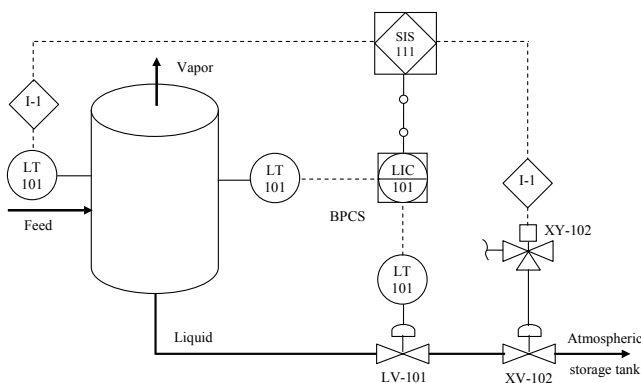 SIS
111
Vapor
I-1
LT
101
LT
101
LIC
101
I-1
Feed
BPCS
XY-102
LT
101
Liquid
Atmospheric
LV-101
XV-102
storage tank